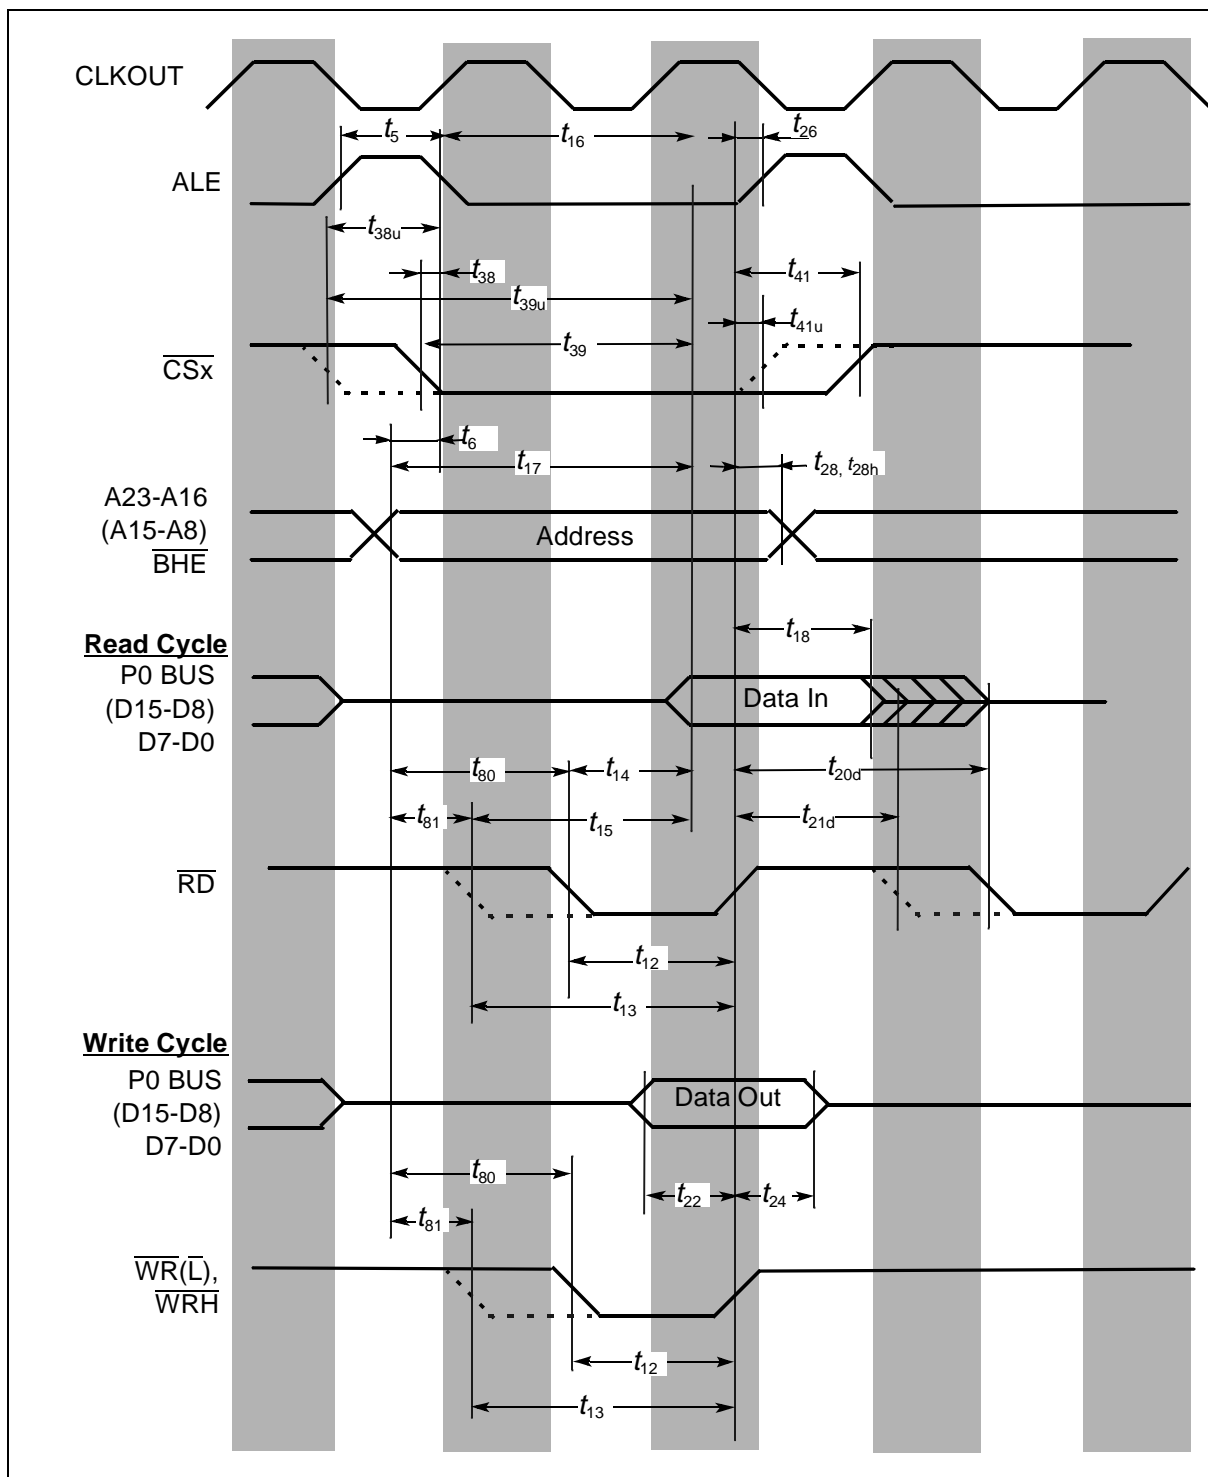 CLKOUT
t5
t16
t26
ALE
t38u
t38
t41
t39u
t41u
t39
CSx
t6
t17
t28, t28h
A23-A16
(A15-A8)
BHE
Address
t18
Read Cycle
P0 BUS
(D15-D8)
D7-D0
Data In
t80
t14
t20d
t81
t15
t21d
RD
t12
t13
Write Cycle
P0 BUS
(D15-D8)
D7-D0
Data Out
t80
t22
t24
t81
WR(L),
WRH
t12
t13